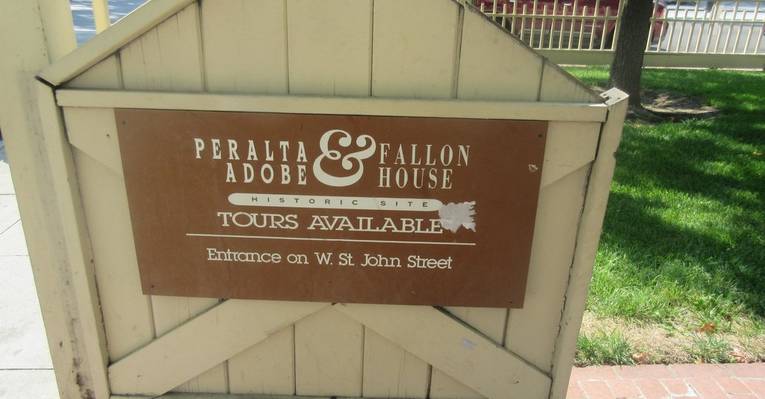 PERALTA & FALLON
ADOBE HOUSE
HISTORIC SITE
TOURS AVAILABLE
Entrance on W. St. John Street